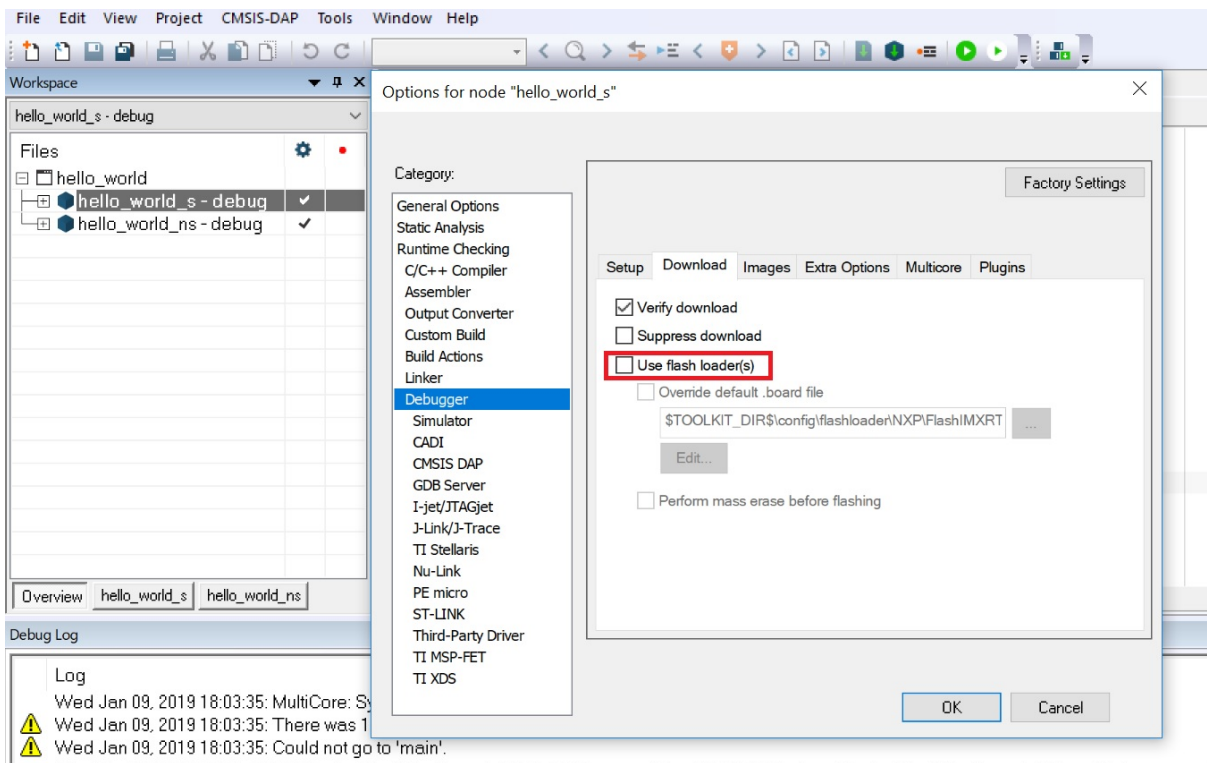 File Edit View Project CMSIS-DAP Tools Window Help
Workspace
hello_world_s - debug
Files
hello_world
hello_world_s - debug
hello_world_ns - debug
Overview hello_world_s hello_world_ns
Options for node "hello_world_s"
Category:
General Options
Static Analysis
Runtime Checking
C/C++ Compiler
Assembler
Output Converter
Custom Build
Build Actions
Linker
Debugger
Simulator
CADI
CMSIS DAP
GDB Server
I-jet/JTAGjet
J-Link/J-Trace
TI Stellaris
Nu-Link
PE micro
ST-LINK
Third-Party Driver
TI MSP-FET
TI XDS
Factory Settings
Setup Download Images Extra Options Multicore Plugins
Verify download
Suppress download
Use flash loader(s)
Override default .board file
$TOOLKIT_DIR$\config\flashloader\NXP\FlashIMXRT
...
Edit...
Perform mass erase before flashing
OK Cancel
Debug Log
Log
Wed Jan 09, 2019 18:03:35: MultiCore: Sy
Wed Jan 09, 2019 18:03:35: There was 1
Wed Jan 09, 2019 18:03:35: Could not go to 'main'.